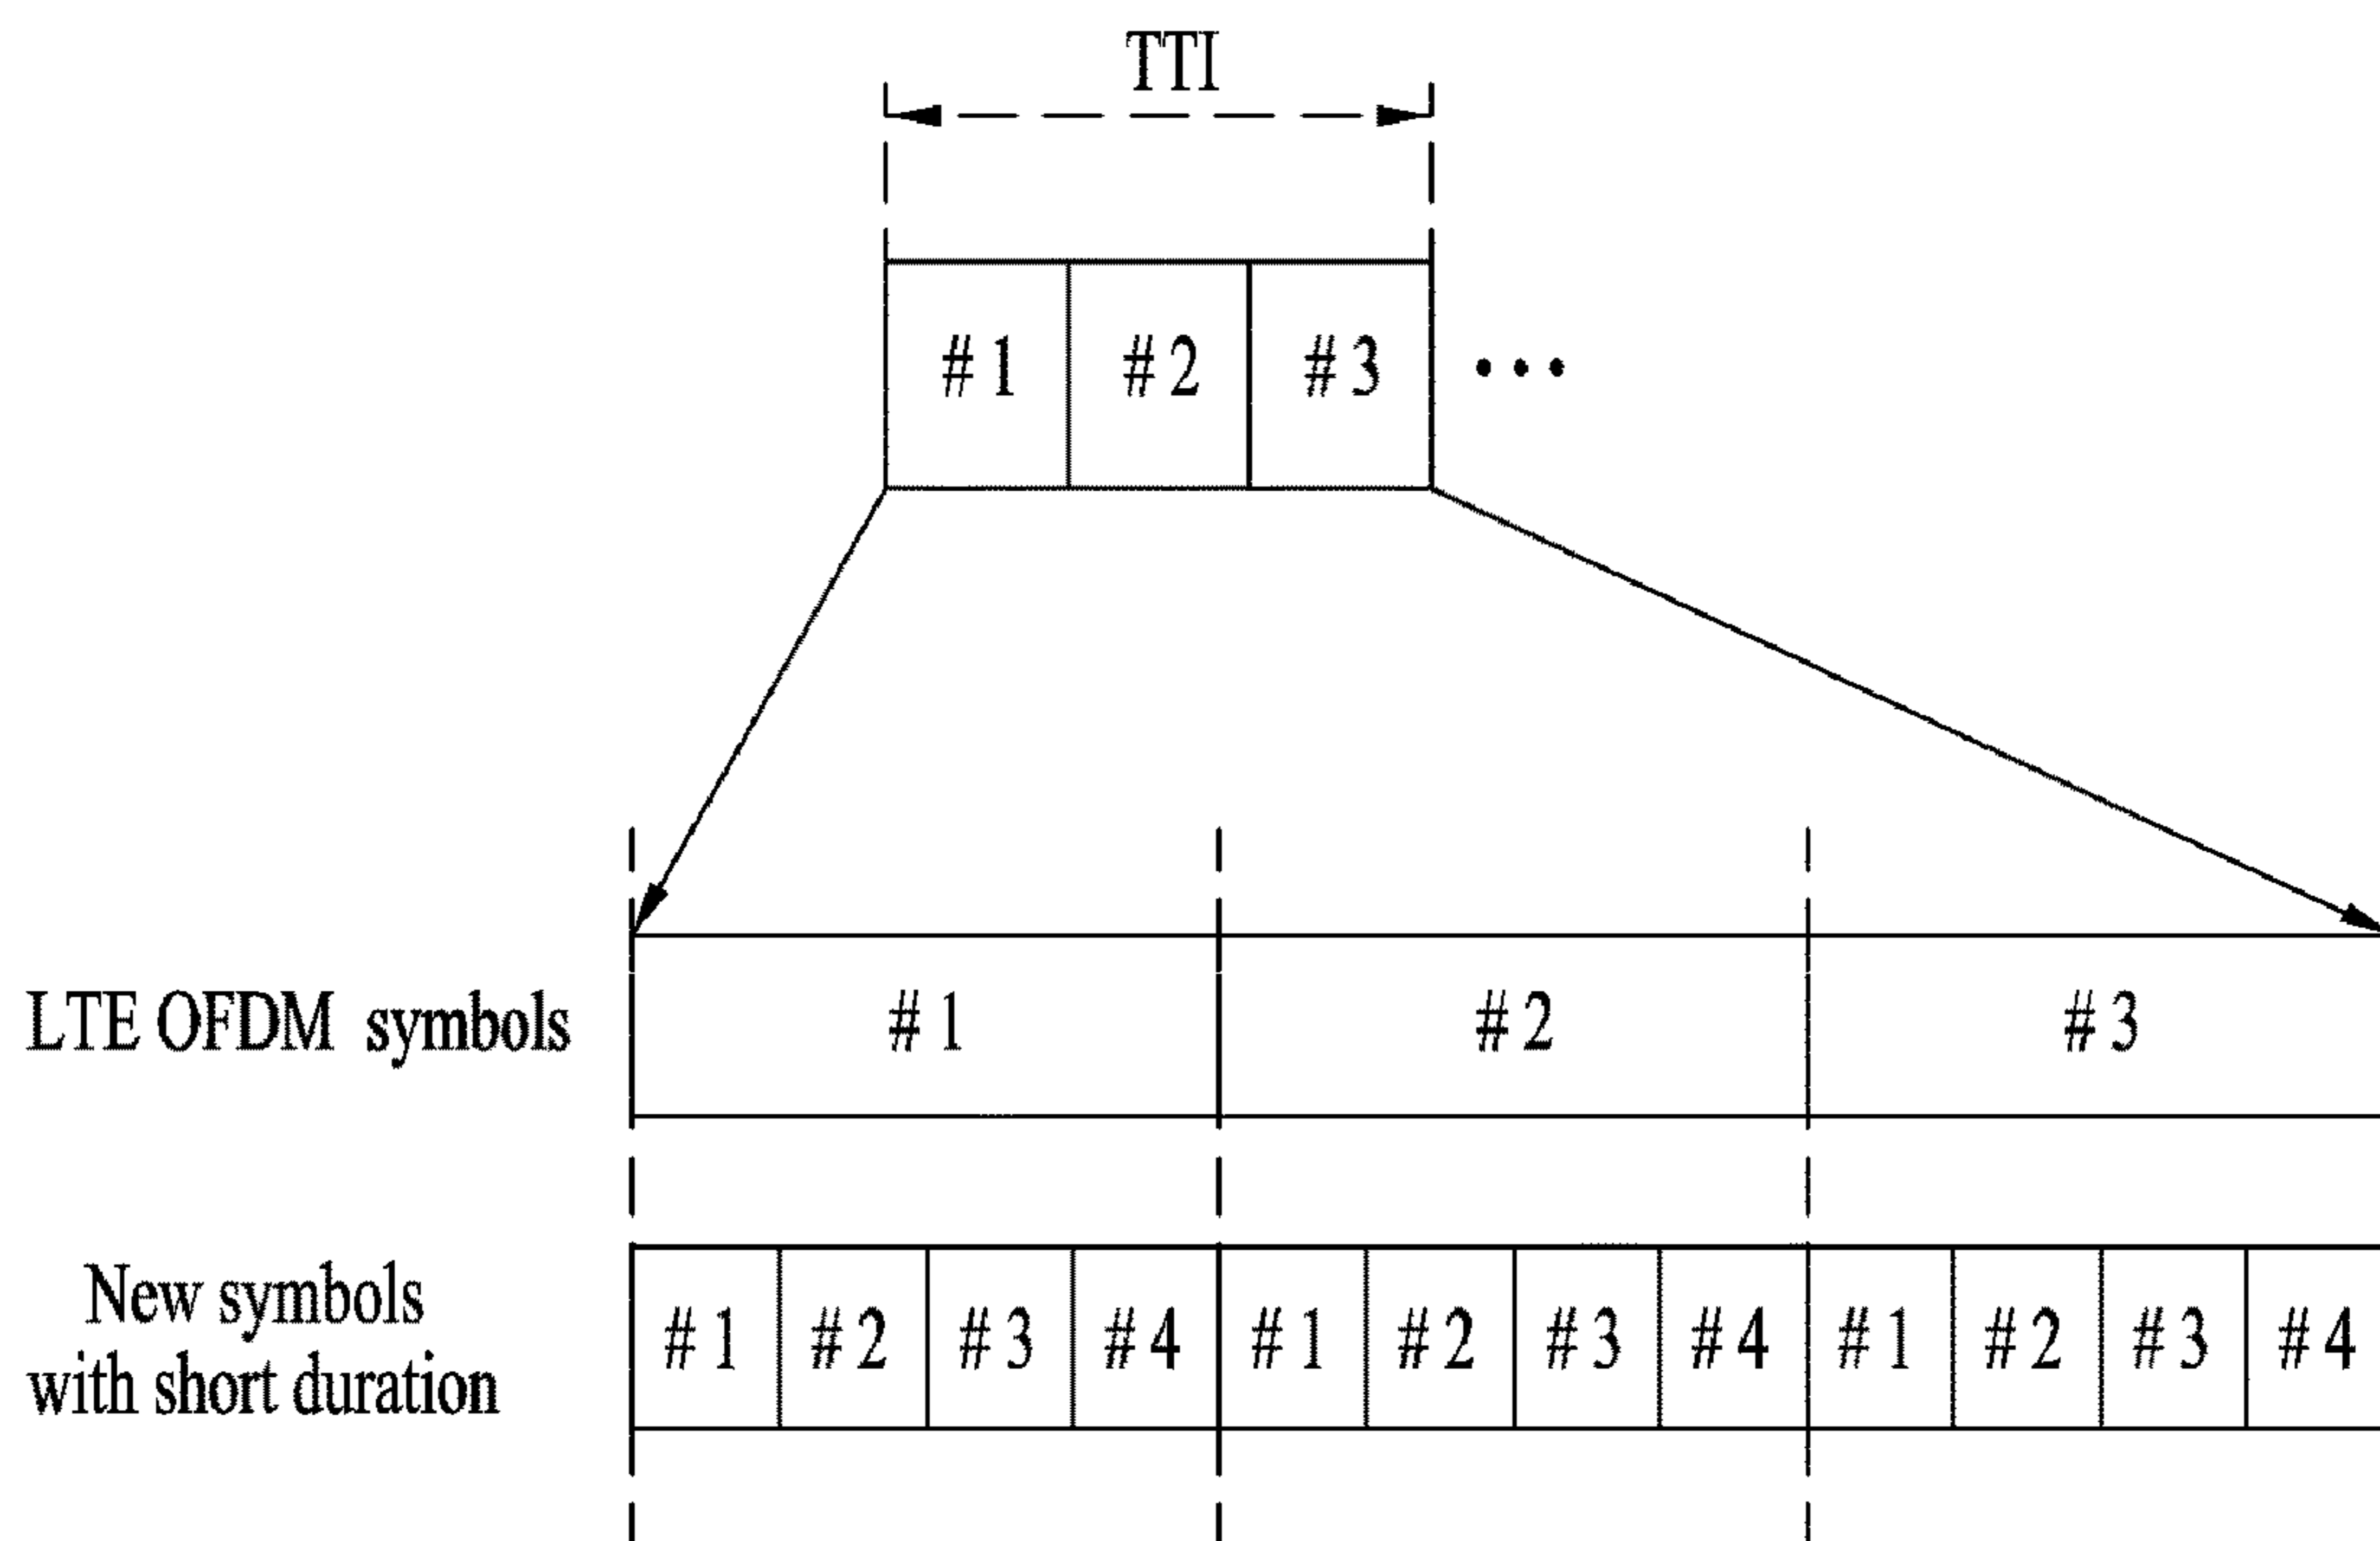 TTI
# 1 # 2 # 3 •••
LTE OFDM symbols
# 1 # 2 # 3
New symbols
with short duration
# 1 # 2 # 3 # 4 # 1 # 2 # 3 # 4 # 1 # 2 # 3 # 4